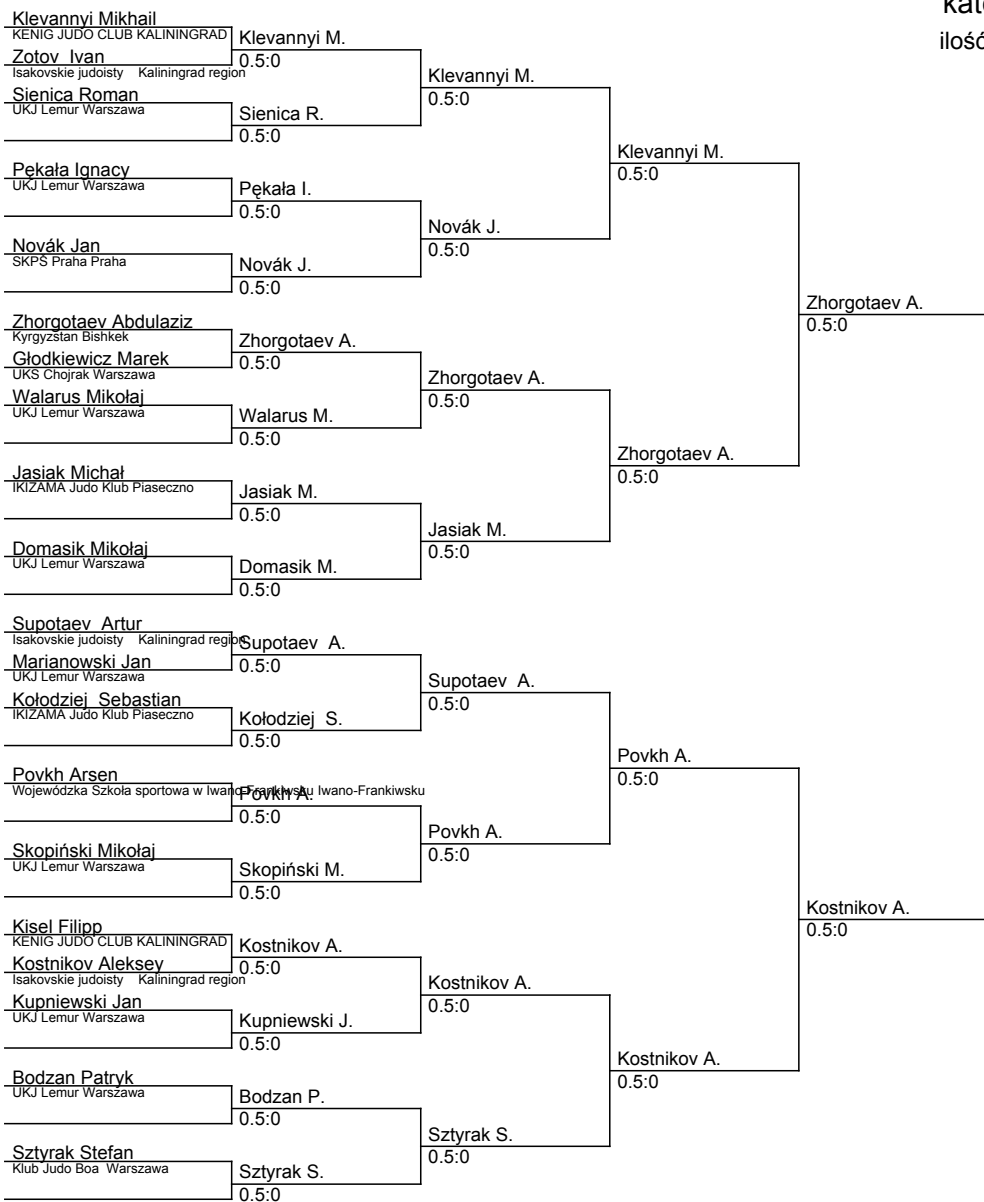 kate
ilość
Klevannyi Mikhail
KENIG JUDO CLUB KALININGRAD
Zotov Ivan
Isakovskie judoisty Kaliningrad region
Sienica Roman
UKJ Lemur Warszawa
Pękała Ignacy
UKJ Lemur Warszawa
Novák Jan
SKPŠ Praha Praha
Zhorgotaev Abdulaziz
Kyrgyzstan Bishkek
Głodkiewicz Marek
UKS Chojrak Warszawa
Walarus Mikołaj
UKJ Lemur Warszawa
Jasiak Michał
IKIZAMA Judo Klub Piaseczno
Domasik Mikołaj
UKJ Lemur Warszawa
Supotaev Artur
Isakovskie judoisty Kaliningrad region
Marianowski Jan
UKJ Lemur Warszawa
Kołodziej Sebastian
IKIZAMA Judo Klub Piaseczno
Povkh Arsen
Wojewódzka Szkoła sportowa w Iwano-Frankiwsku Iwano-Frankiwsku
Skopiński Mikołaj
UKJ Lemur Warszawa
Kisel Filipp
KENIG JUDO CLUB KALININGRAD
Kostnikov Aleksey
Isakovskie judoisty Kaliningrad region
Kupniewski Jan
UKJ Lemur Warszawa
Bodzan Patryk
UKJ Lemur Warszawa
Sztyrak Stefan
Klub Judo Boa Warszawa
Klevannyi M.
0.5:0
Sienica R.
0.5:0
Pękała I.
0.5:0
Novák J.
0.5:0
Zhorgotaev A.
0.5:0
Walarus M.
0.5:0
Jasiak M.
0.5:0
Domasik M.
0.5:0
Supotaev A.
0.5:0
Kołodziej S.
0.5:0
Povkh A.
0.5:0
Skopiński M.
0.5:0
Kostnikov A.
0.5:0
Kupniewski J.
0.5:0
Bodzan P.
0.5:0
Sztyrak S.
0.5:0
Klevannyi M.
0.5:0
Novák J.
0.5:0
Zhorgotaev A.
0.5:0
Jasiak M.
0.5:0
Supotaev A.
0.5:0
Povkh A.
0.5:0
Kostnikov A.
0.5:0
Sztyrak S.
0.5:0
Klevannyi M.
0.5:0
Zhorgotaev A.
0.5:0
Povkh A.
0.5:0
Kostnikov A.
0.5:0
Zhorgotaev A.
0.5:0
Kostnikov A.
0.5:0